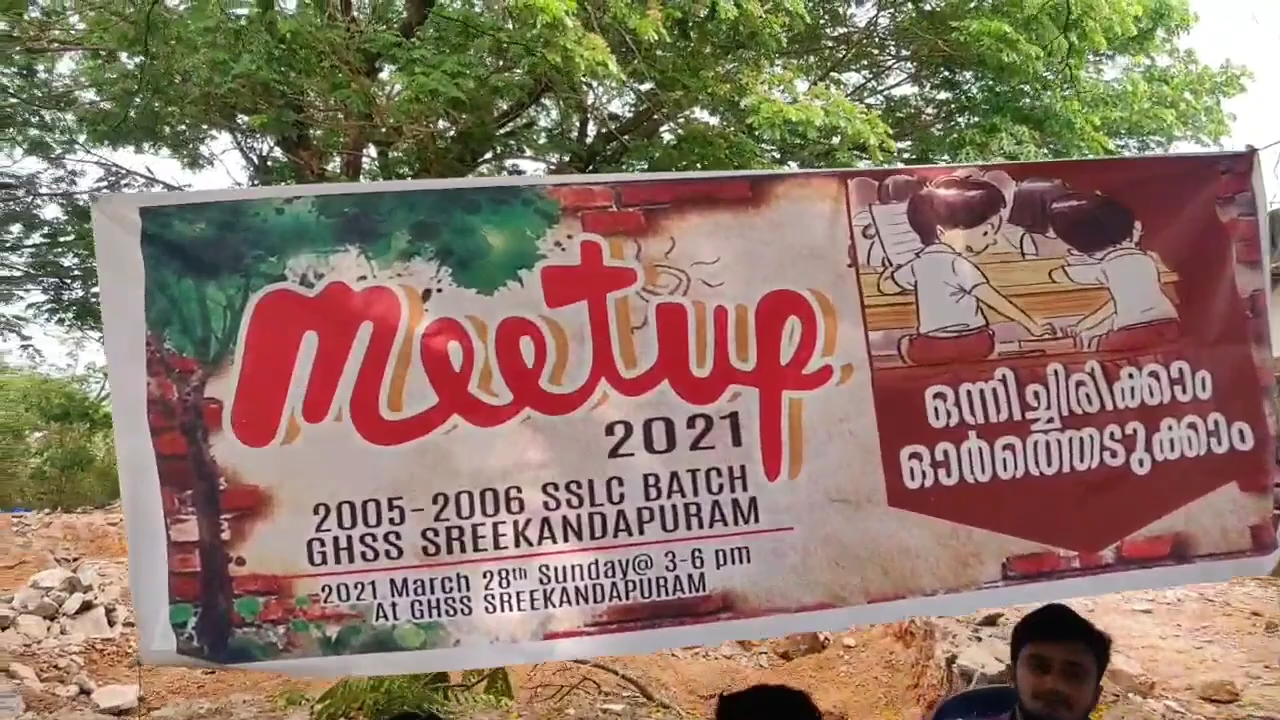 meetup
2021
2005-2006 SSLC BATCH
GHSS SREEKANDAPURAM
2021 March 28th Sunday@ 3-6 pm
At GHSS SREEKANDAPURAM
ഒന്നിച്ചിരിക്കാം
ഓർത്തെടുക്കാം